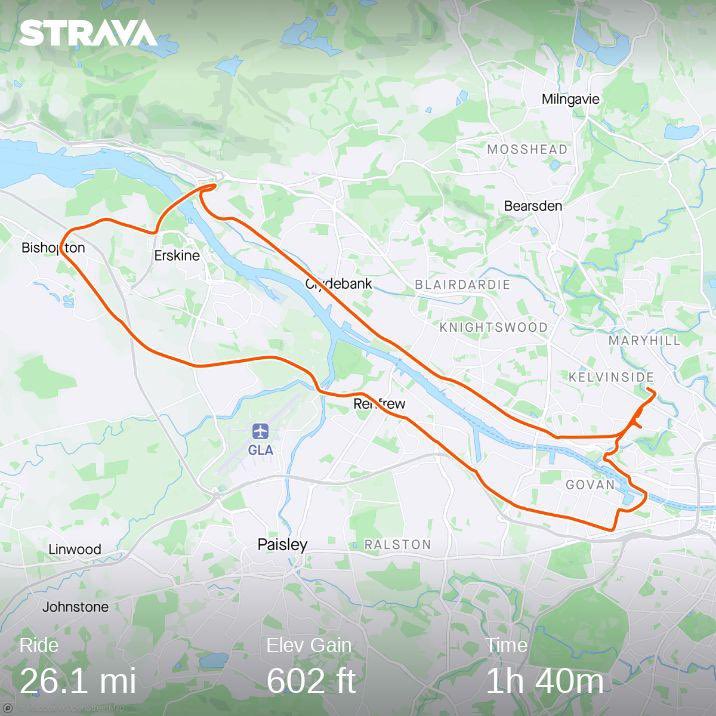 STRAVA
Milngavie
MOSSHEAD
Bearsden
Bishopton
Erskine
Clydebank
BLAIRDARDIE
KNIGHTSWOOD
MARYHILL
KELVINSIDE
Renfrew
GLA
GOVAN
Paisley
RALSTON
Linwood
Johnstone
Ride
Elev Gain
Time
26.1 mi
602 ft
1h 40m